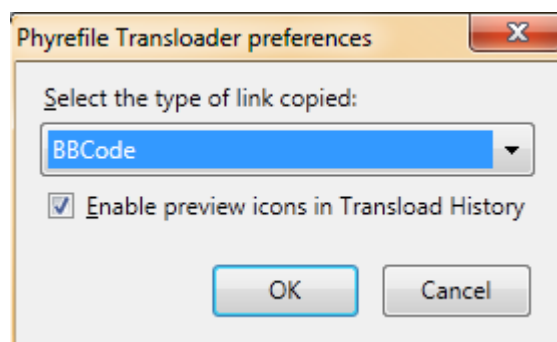 Phyrefile Transloader preferences
Select the type of link copied:
BBCode
Enable preview icons in Transload History
OK
Cancel